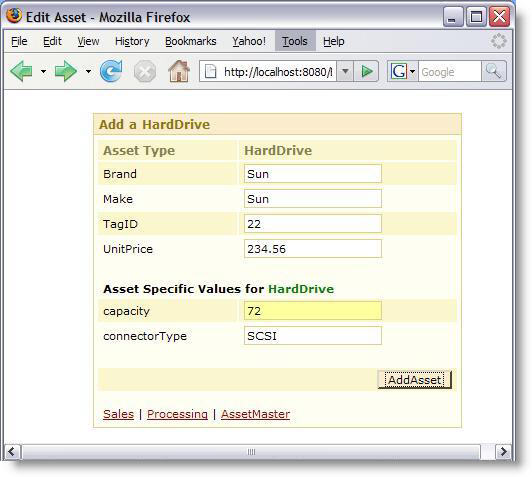 Edit Asset - Mozilla Firefox
File Edit View History Bookmarks Yahoo! Tools Help
http://localhost:8080/ Google
Add a HardDrive
Asset Type HardDrive
Brand Sun
Make Sun
TagID 22
UnitPrice 234.56
Asset Specific Values for HardDrive
capacity 72
connectorType SCSI
AddAsset
Sales | Processing | AssetMaster